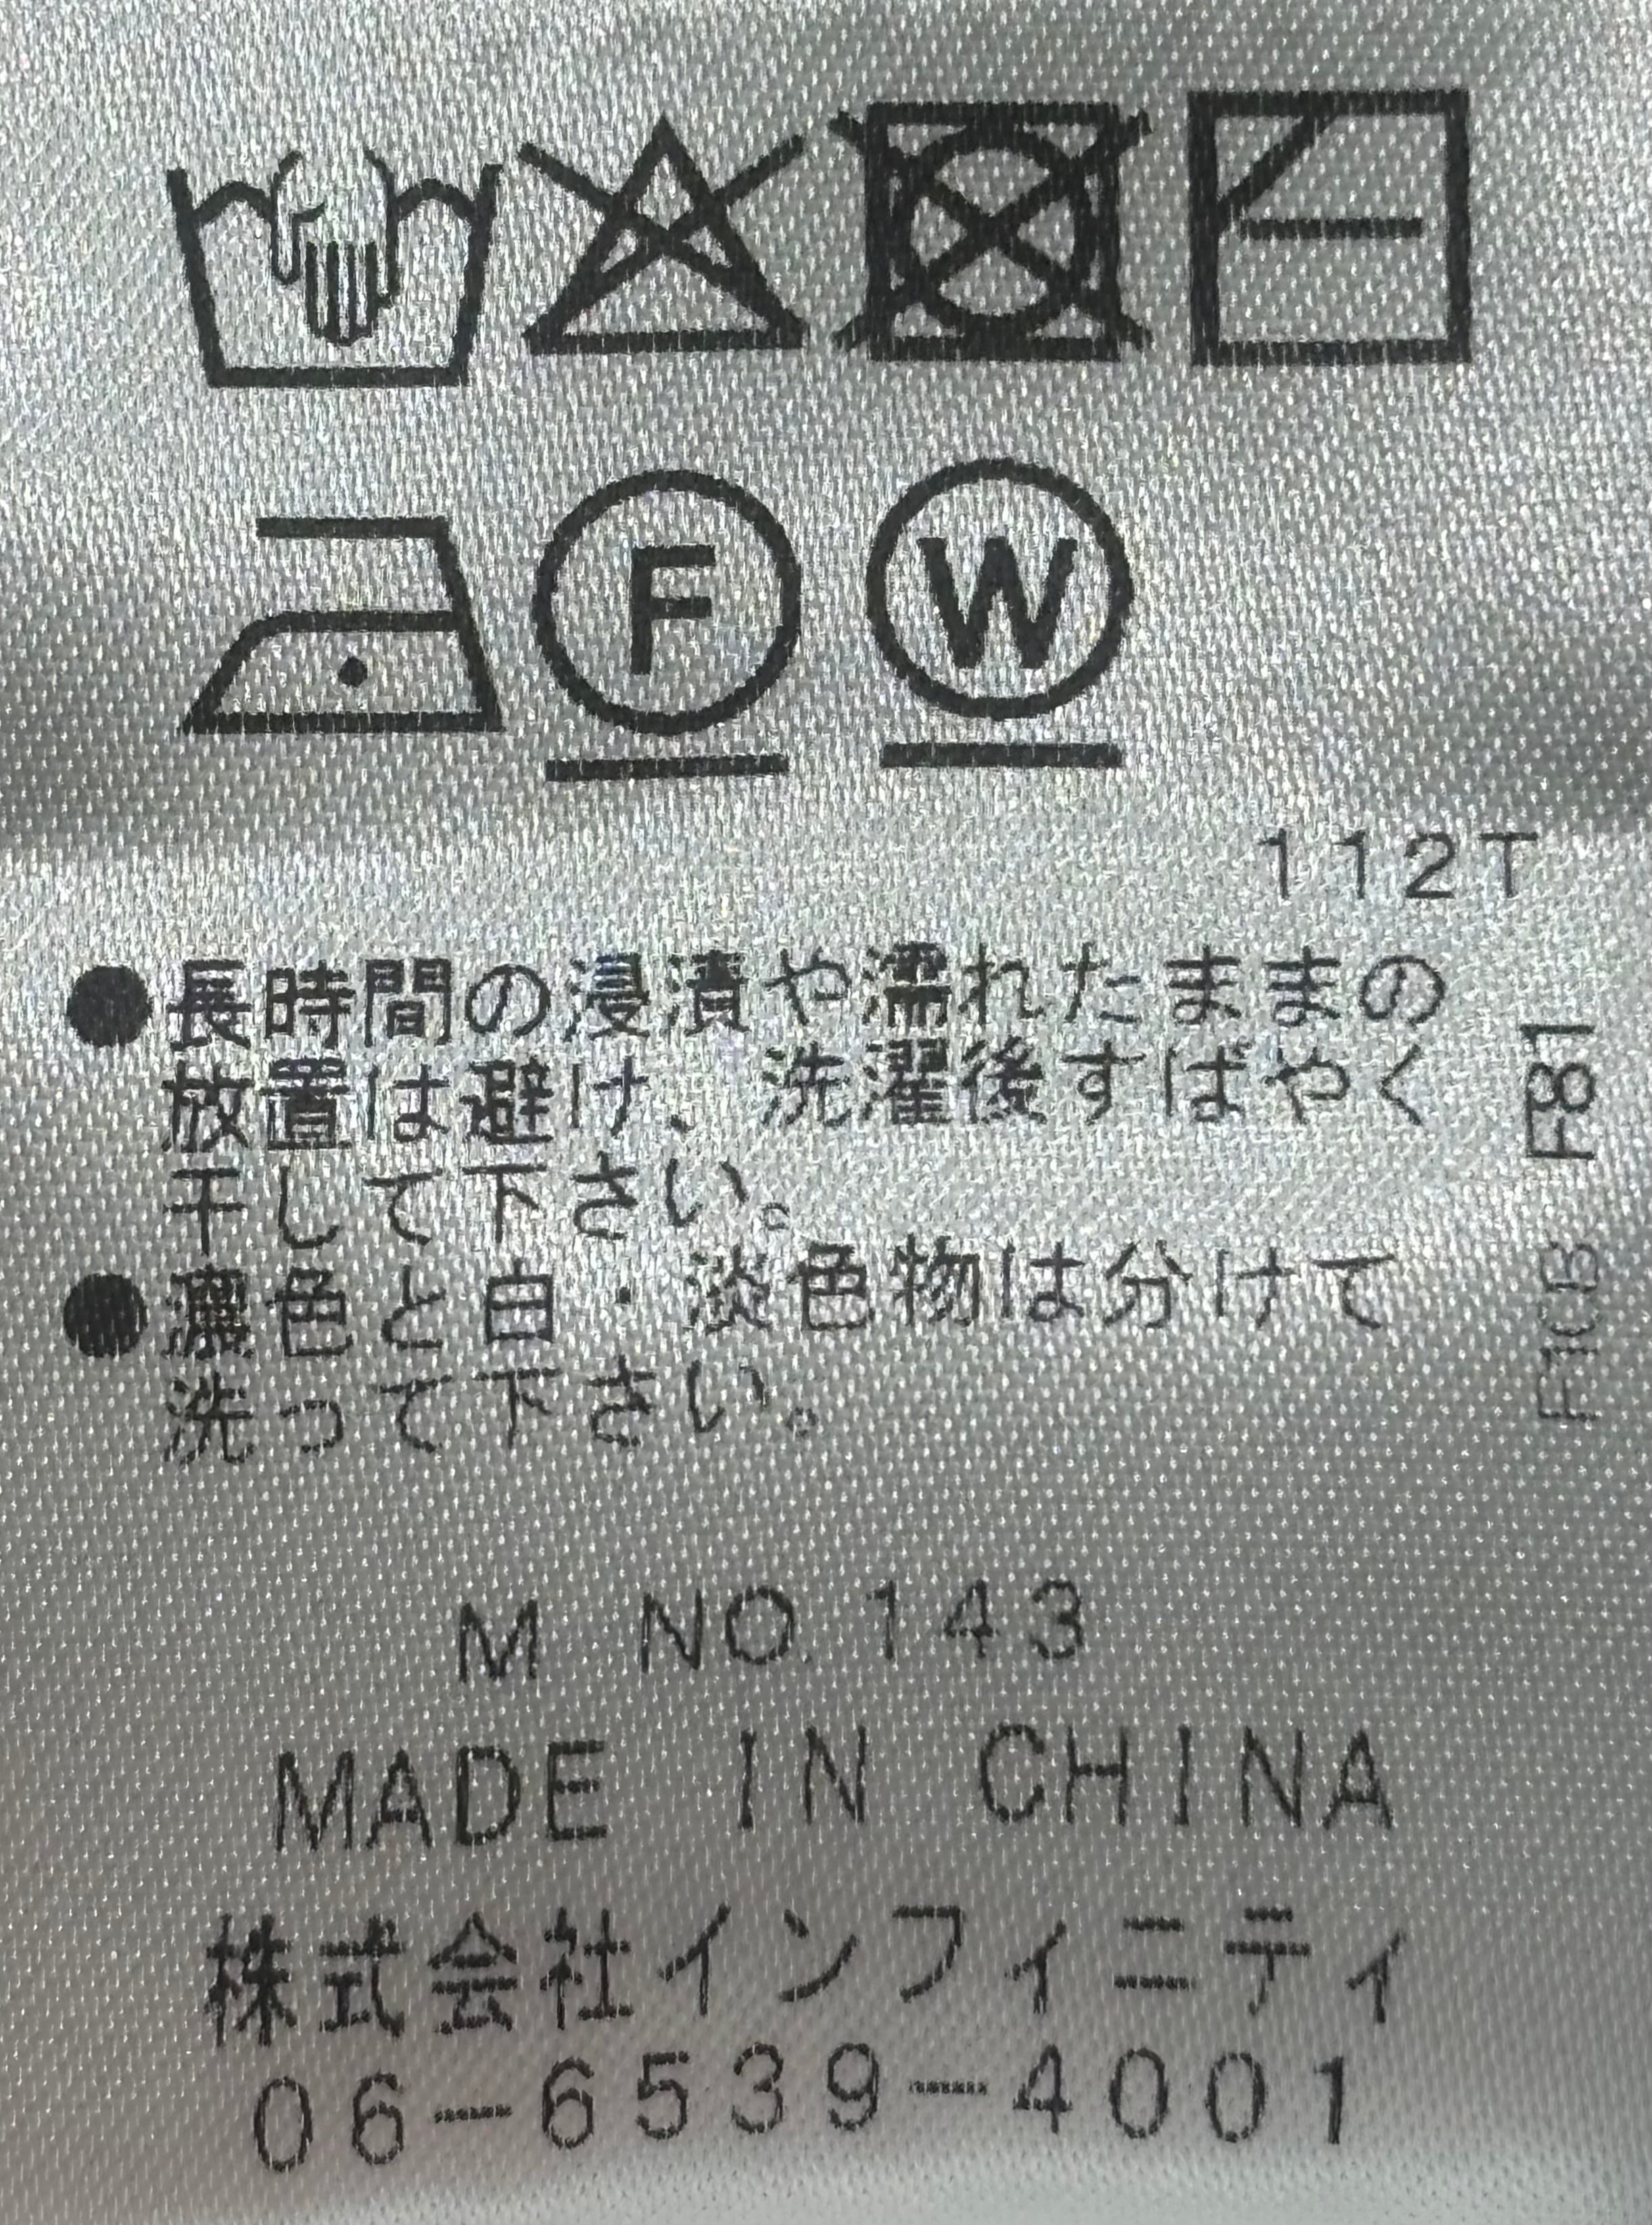 F
W
112T
●長時間の浸漬や濡れたままの
放置は避け、洗濯後すばやく
干して下さい。
●濃色と白・淡色物は分けて
洗って下さい。
F81
M NO.143
MADE IN CHINA
株式会社インフィニティ
06-6539-4001